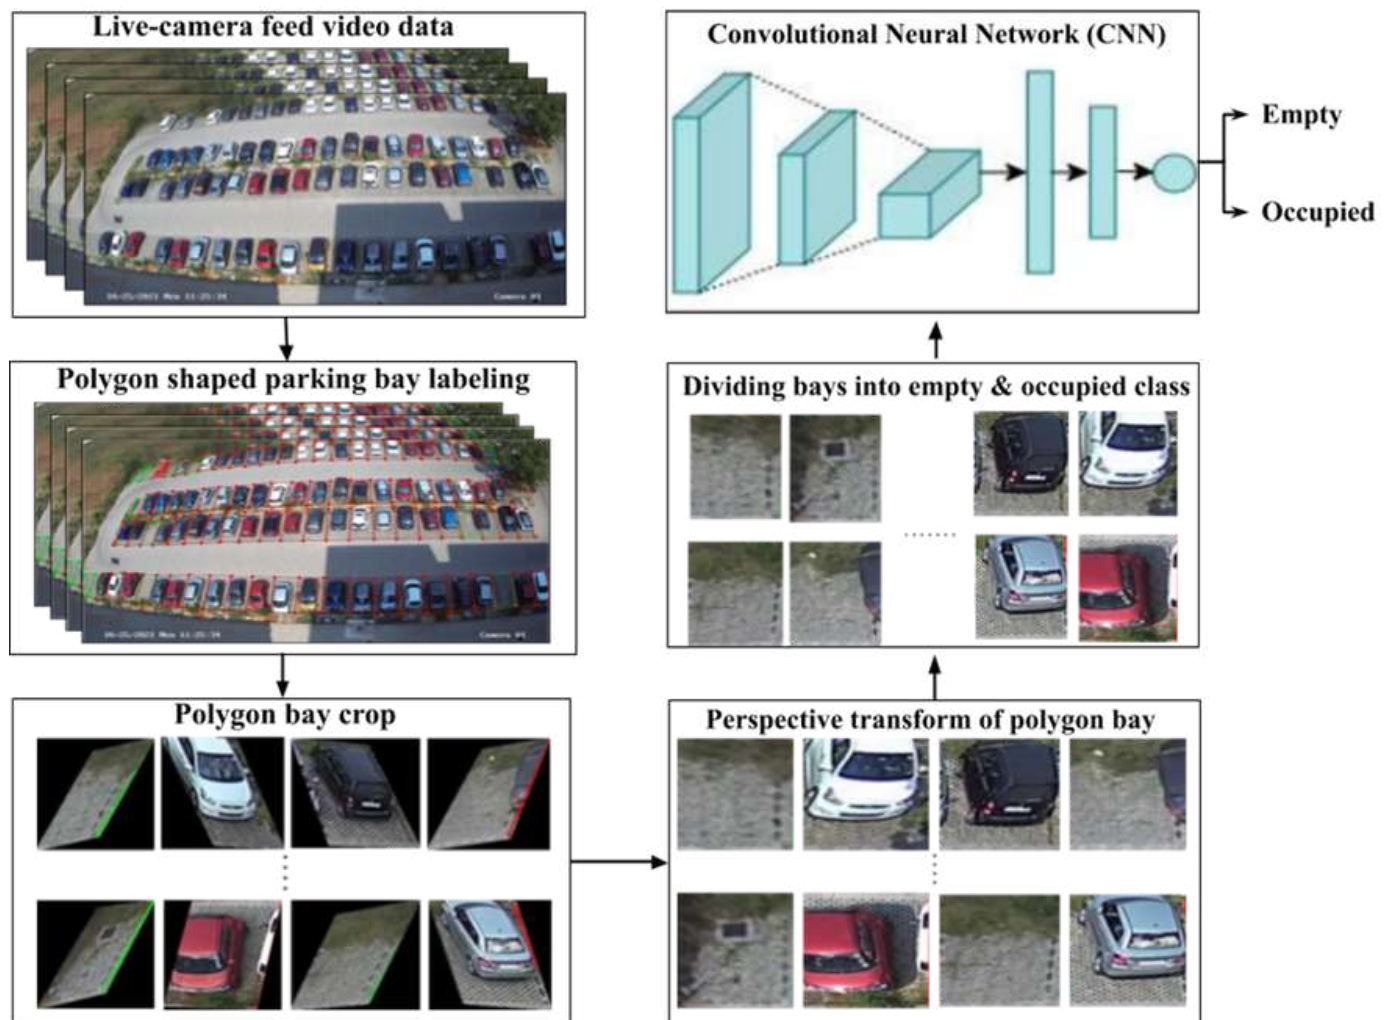 Live-camera feed video data
Polygon shaped parking bay labeling
Polygon bay crop
Perspective transform of polygon bay
Dividing bays into empty & occupied class
Convolutional Neural Network (CNN)
Empty
Occupied